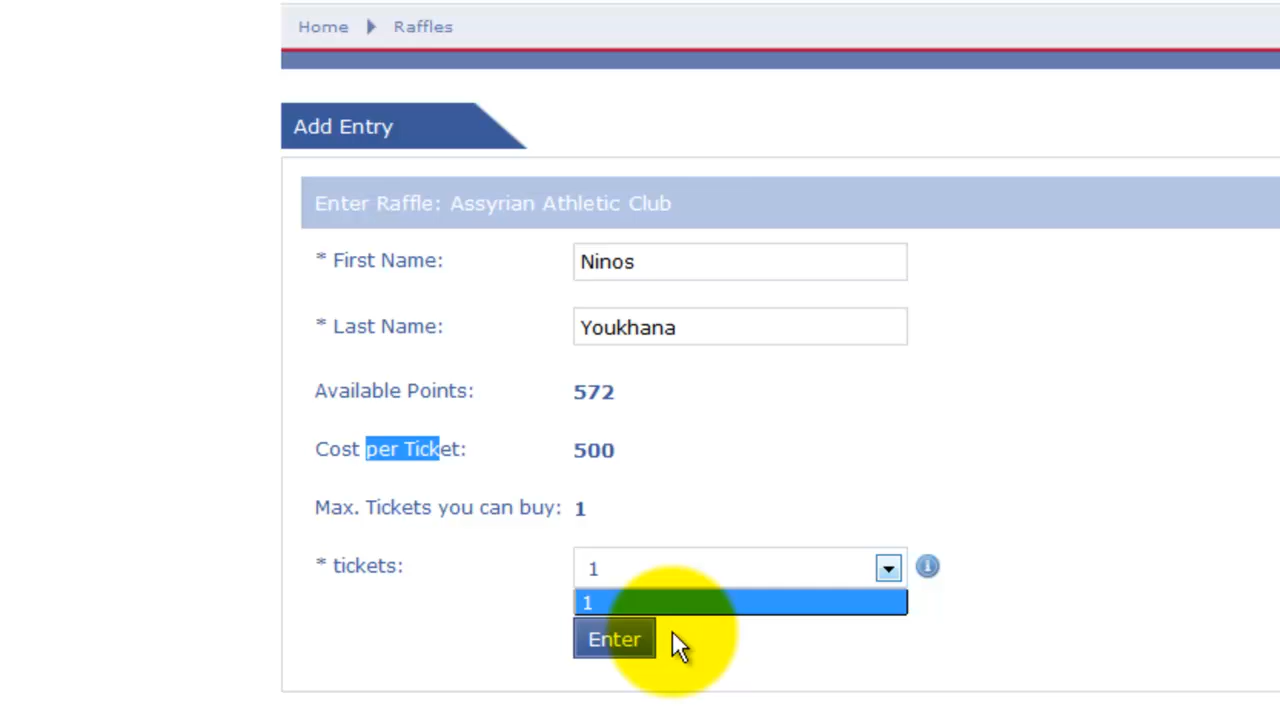 Home Raffles
Add Entry
Enter Raffle: Assyrian Athletic Club
* First Name: Ninos
* Last Name: Youkhana
Available Points: 572
Cost per Ticket: 500
Max. Tickets you can buy: 1
* tickets: 1
1
Enter